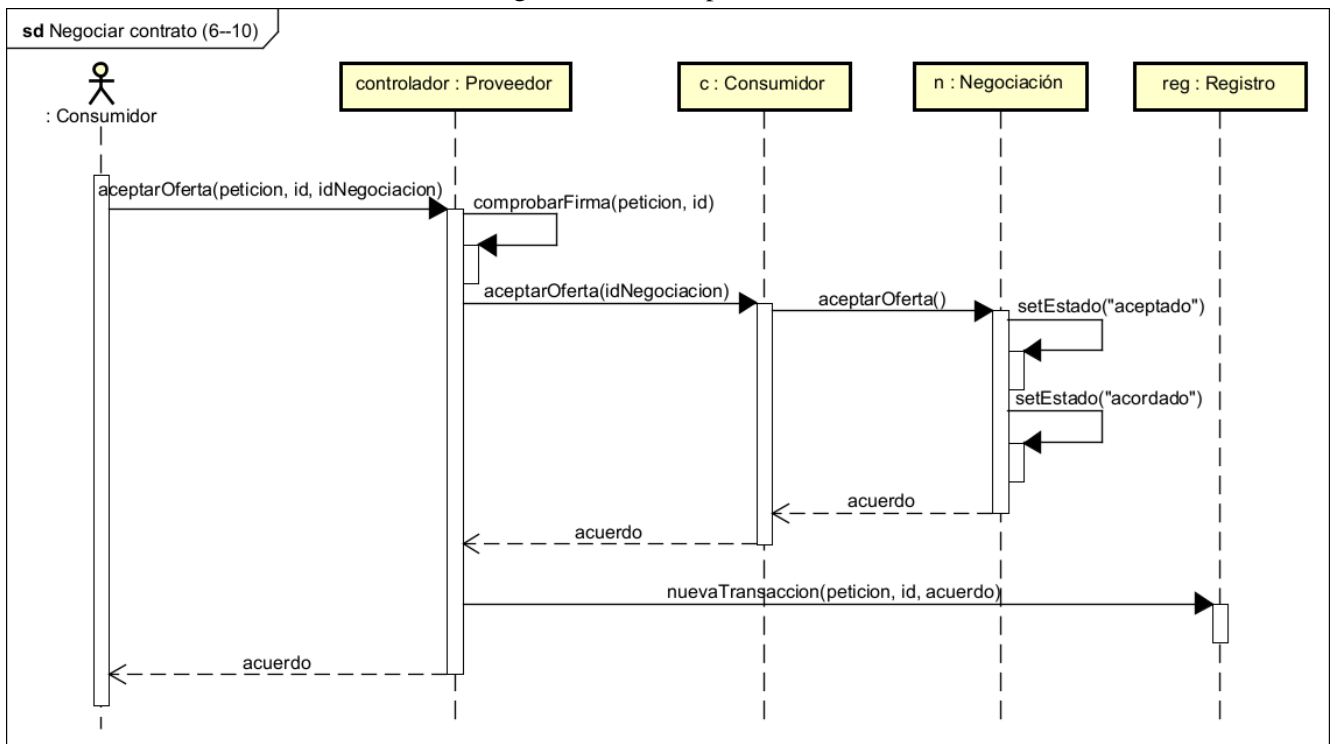 sd Negociar contrato (6--10)
: Consumidor
controlador : Proveedor
c : Consumidor
n : Negociación
reg : Registro
aceptarOferta(peticion, id, idNegociacion)
comprobarFirma(peticion, id)
aceptarOferta(idNegociacion)
aceptarOferta()
setEstado("aceptado")
setEstado("acordado")
acuerdo
acuerdo
nuevaTransaccion(peticion, id, acuerdo)
acuerdo